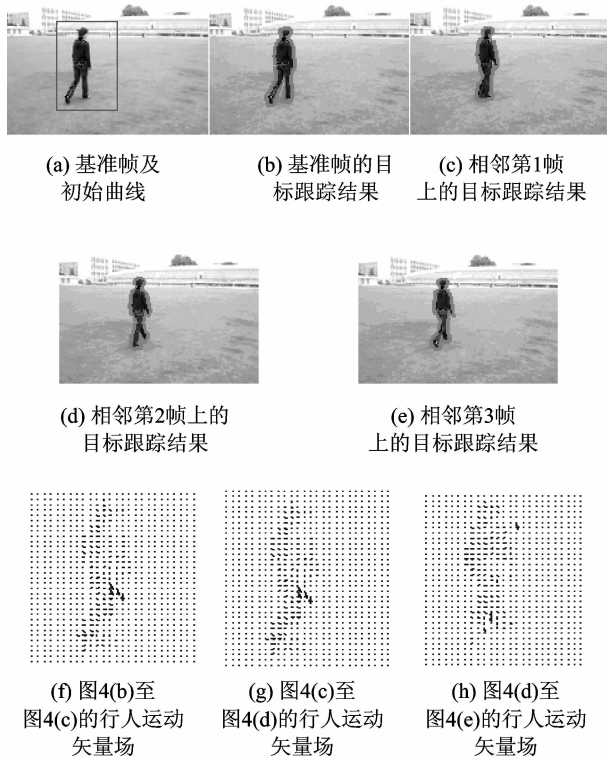 (a) 基准帧及
初始曲线
(b) 基准帧的目
标跟踪结果
(c) 相邻第1帧
上的目标跟踪结果
(d) 相邻第2帧上的
目标跟踪结果
(e) 相邻第3帧
上的目标跟踪结果
(f) 图4(b)至
图4(c)的行人运动
矢量场
(g) 图4(c)至
图4(d)的行人运动
矢量场
(h) 图4(d)至
图4(e)的行人运动
矢量场